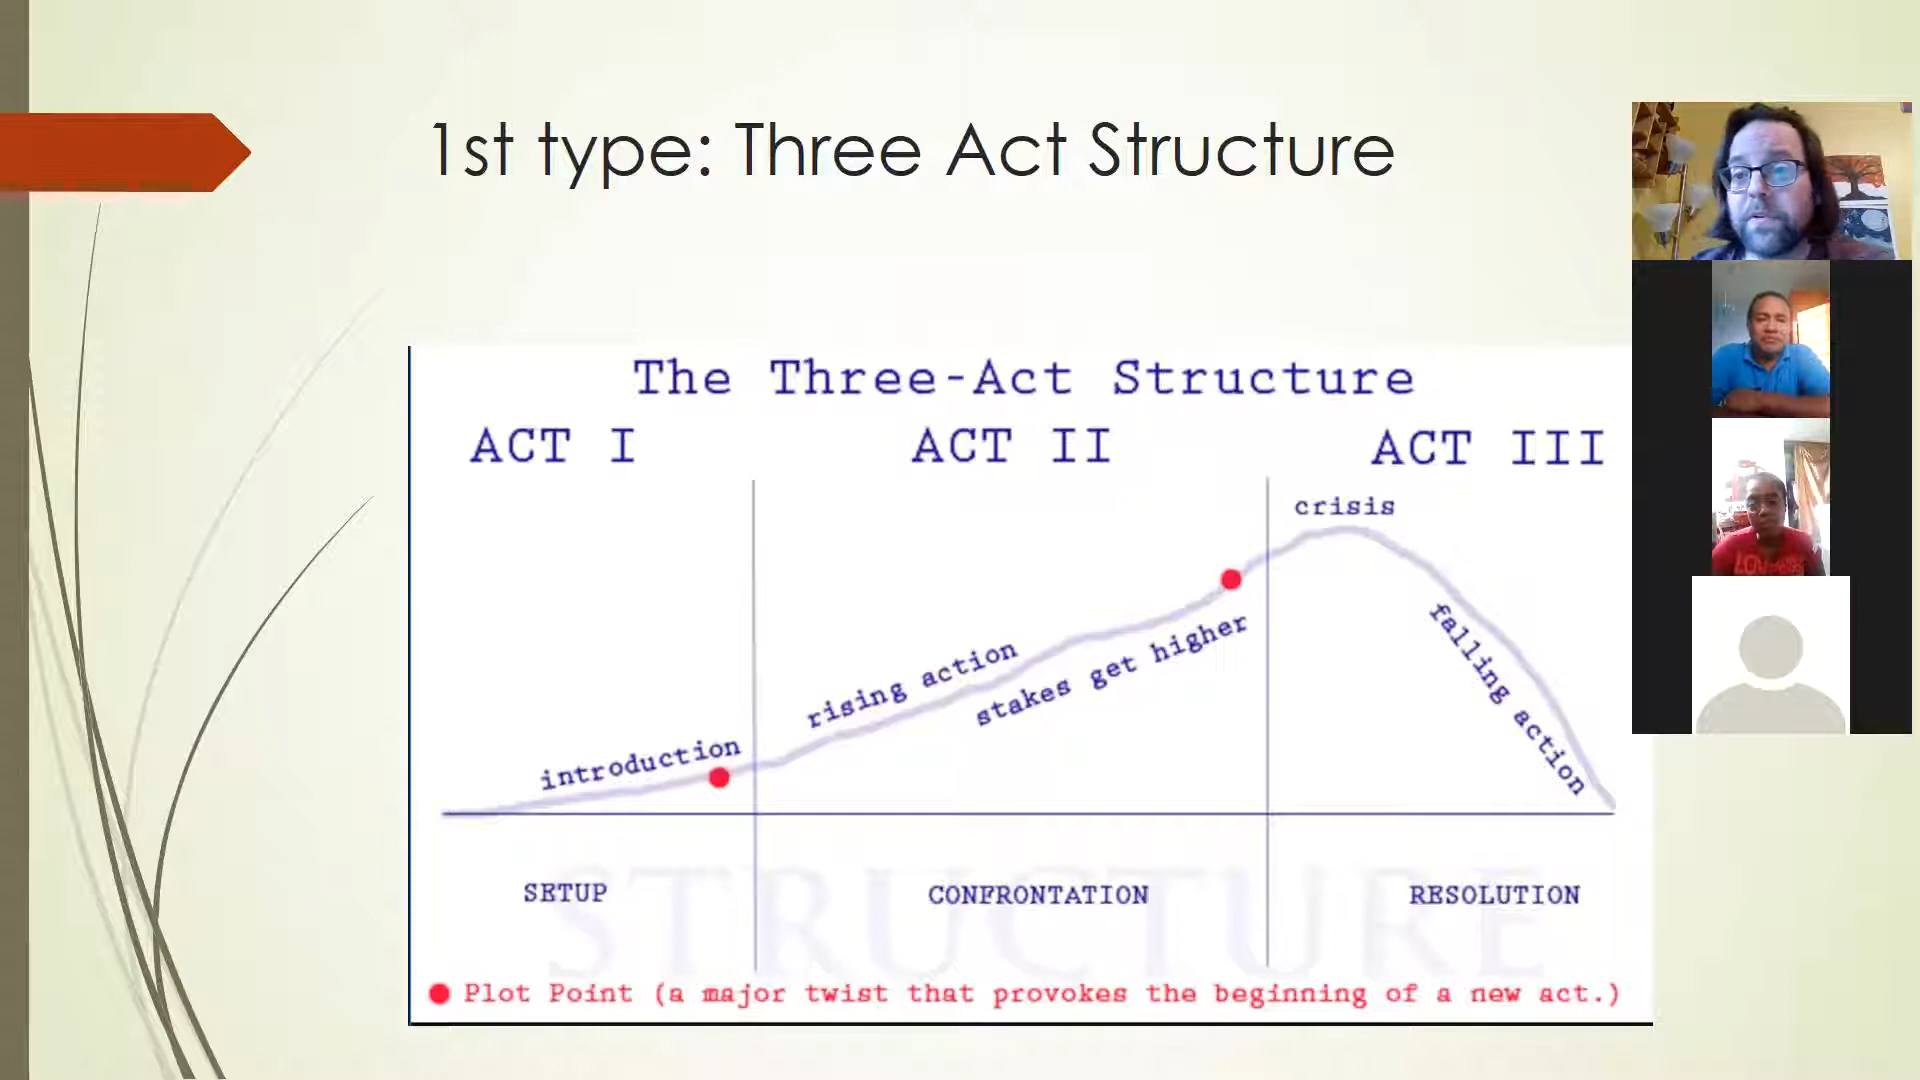 1st type: Three Act Structure
The Three-Act Structure
ACT I
ACT II
ACT III
crisis
rising action
stakes get higher
introduction
falling action
SETUP
CONFRONTATION
RESOLUTION
STRUCTURE
Plot Point (a major twist that provokes the beginning of a new act.)